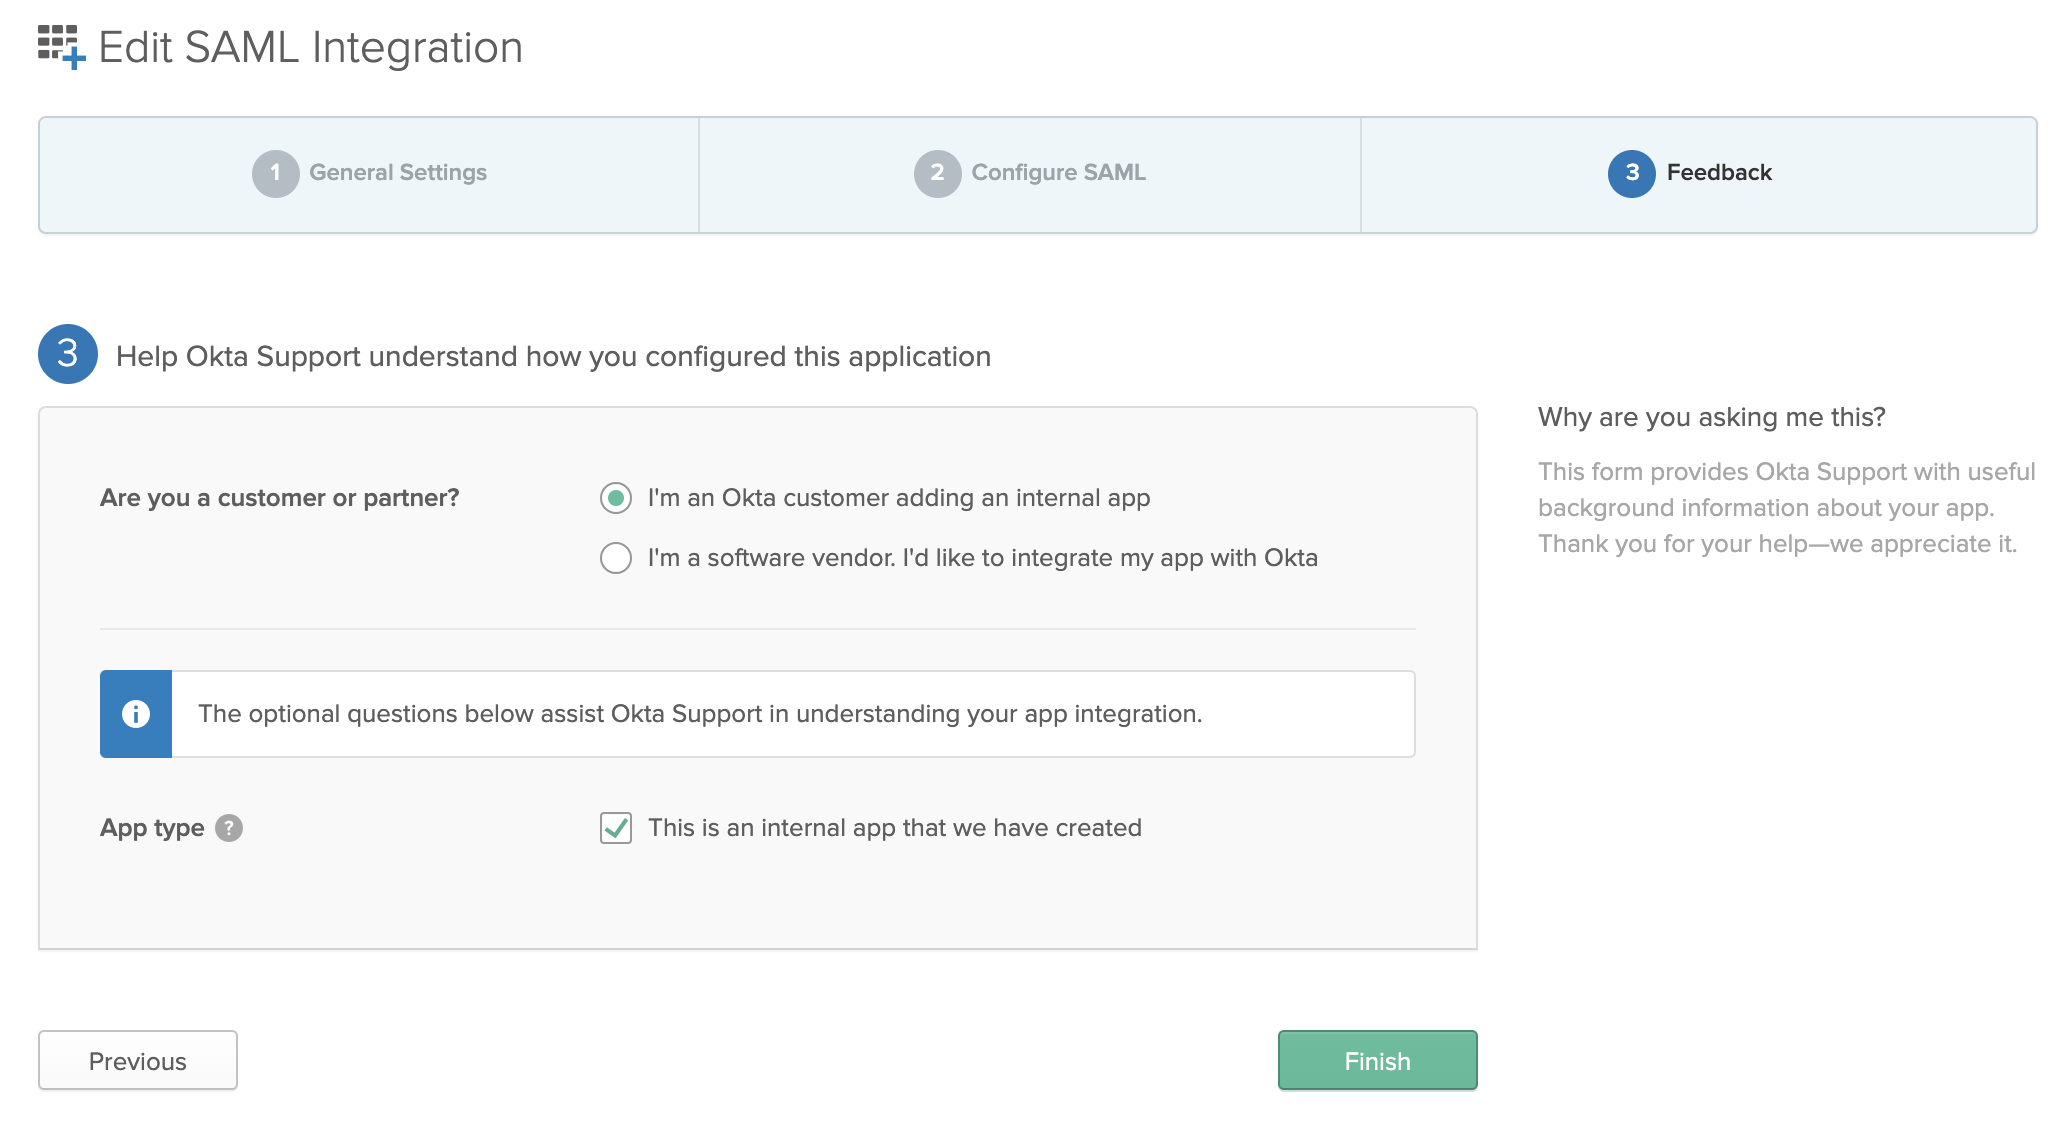 Edit SAML Integration
1 General Settings
2 Configure SAML
3 Feedback
3 Help Okta Support understand how you configured this application
Are you a customer or partner?
I'm an Okta customer adding an internal app
I'm a software vendor. I'd like to integrate my app with Okta
The optional questions below assist Okta Support in understanding your app integration.
App type ?
This is an internal app that we have created
Why are you asking me this?
This form provides Okta Support with useful
background information about your app.
Thank you for your help—we appreciate it.
Previous
Finish